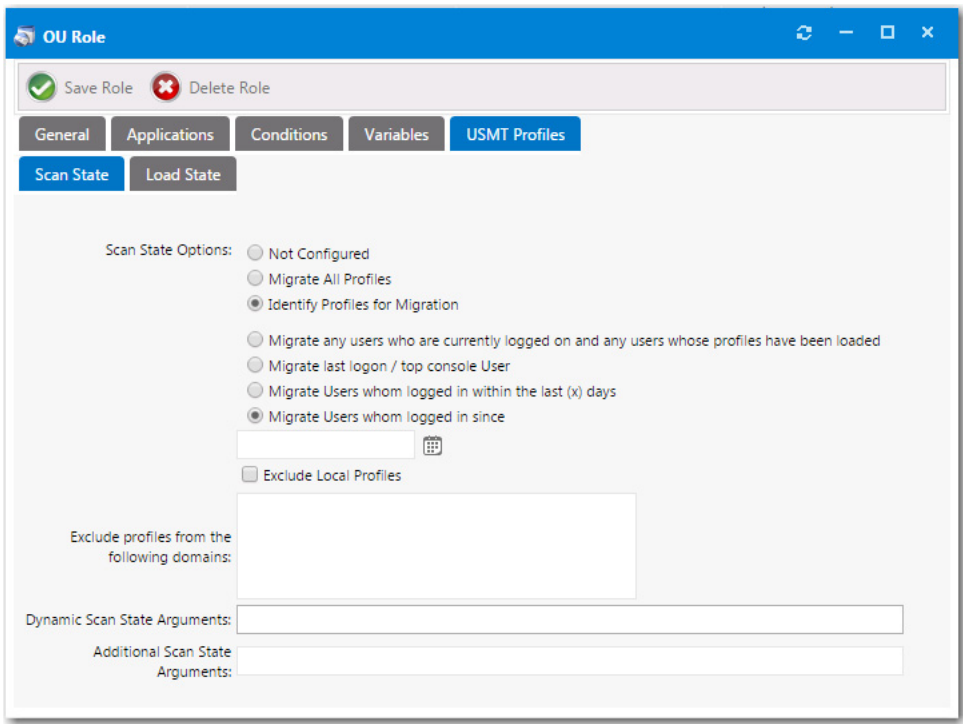 OU Role
Save Role Delete Role
General Applications Conditions Variables USMT Profiles
Scan State Load State
Scan State Options: Not Configured
Migrate All Profiles
Identify Profiles for Migration
Migrate any users who are currently logged on and any users whose profiles have been loaded
Migrate last logon / top console User
Migrate Users whom logged in within the last (x) days
Migrate Users whom logged in since
Exclude Local Profiles
Exclude profiles from the
following domains:
Dynamic Scan State Arguments:
Additional Scan State
Arguments: